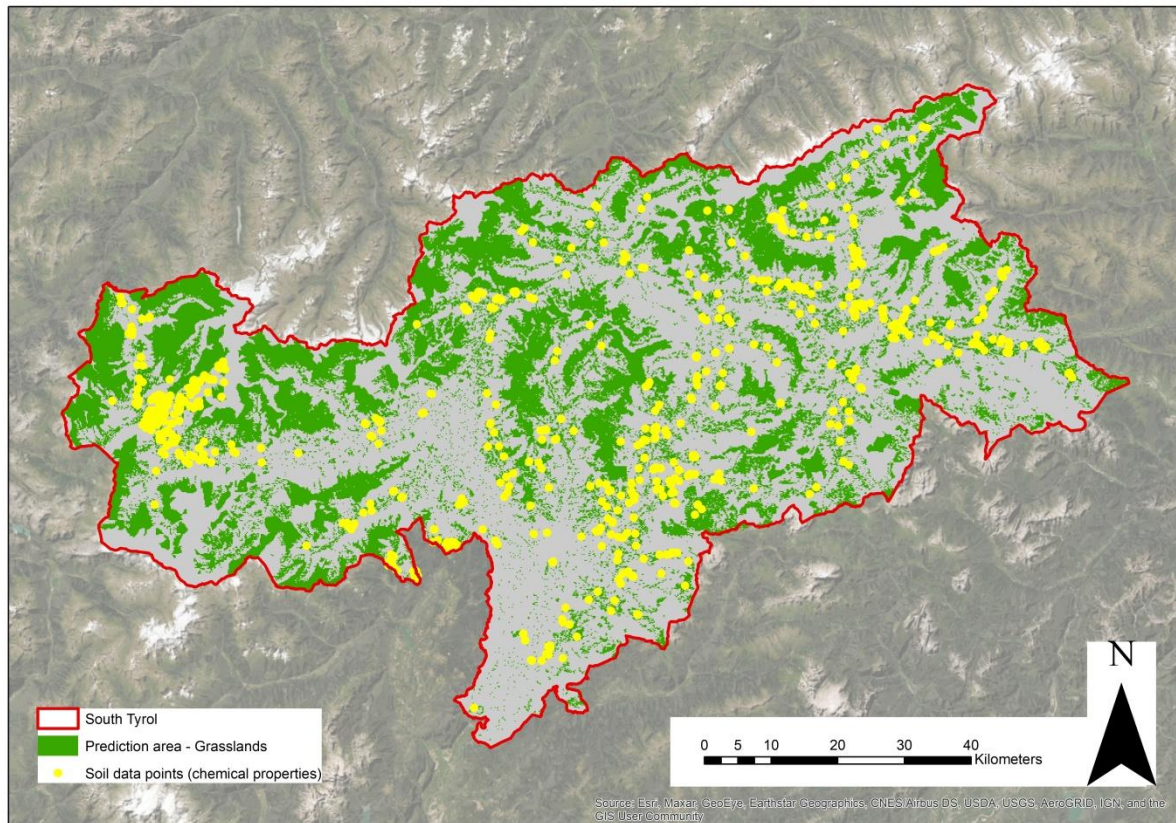 N
South Tyrol
Prediction area - Grasslands
Soil data points (chemical properties)
0 5 10 20 30 40
Kilometers
Source: Esri, Maxar, GeoEye, Earthstar Geographics, CNES/Airbus DS, USDA, USGS, AeroGRID, IGN, and the
GIS User Community